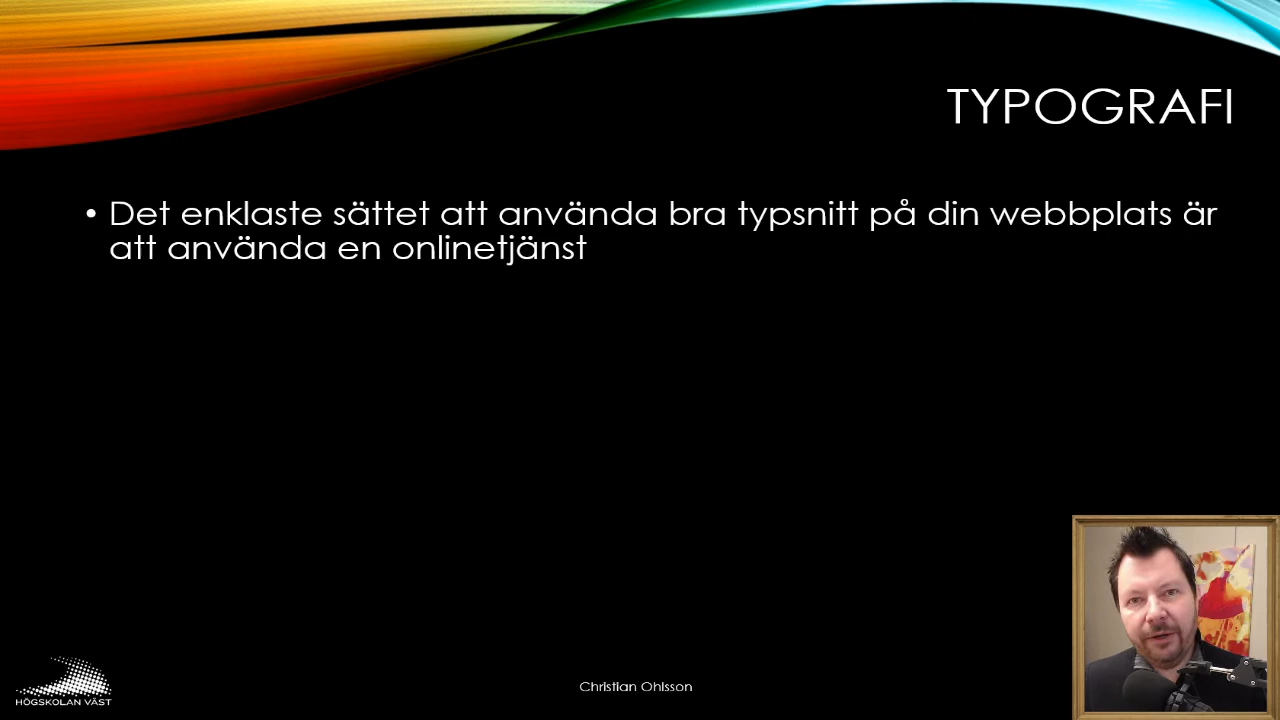 TYPOGRAFI
• Det enklaste sättet att använda bra typsnitt på din webbplats är
att använda en onlinetjänst
Christian Ohlsson
HÖGSKOLAN VÄST